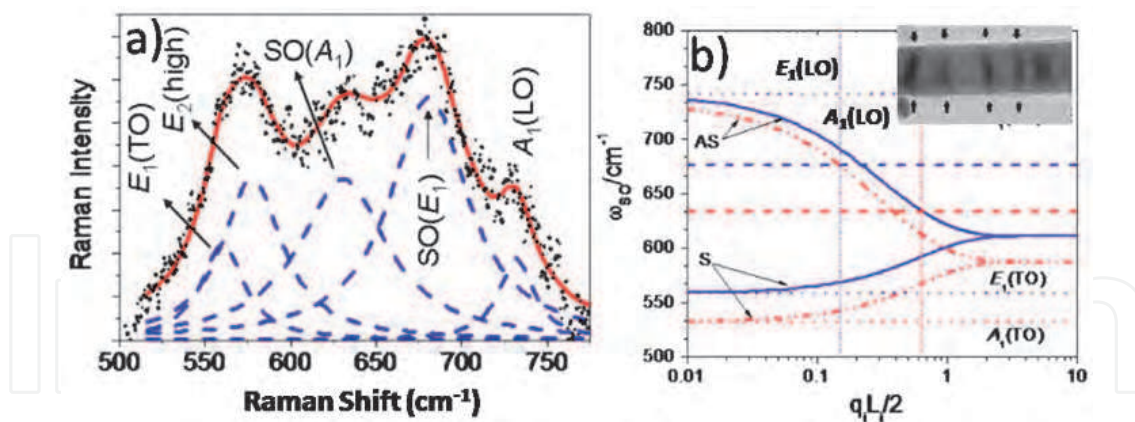 a)
E₁(TO)
E₂(high)
SO(A₁)
SO(E₁)
A₁(LO)
Raman Intensity
500 550 600 650 700 750
Raman Shift (cm⁻¹)
b)
E₁(LO)
A₁(LO)
AS
S
E₁(TO)
A₁(TO)
ωSO/cm⁻¹
800
750
700
650
600
550
500
0.01 0.1 1 10
qᵢLᵢ/2